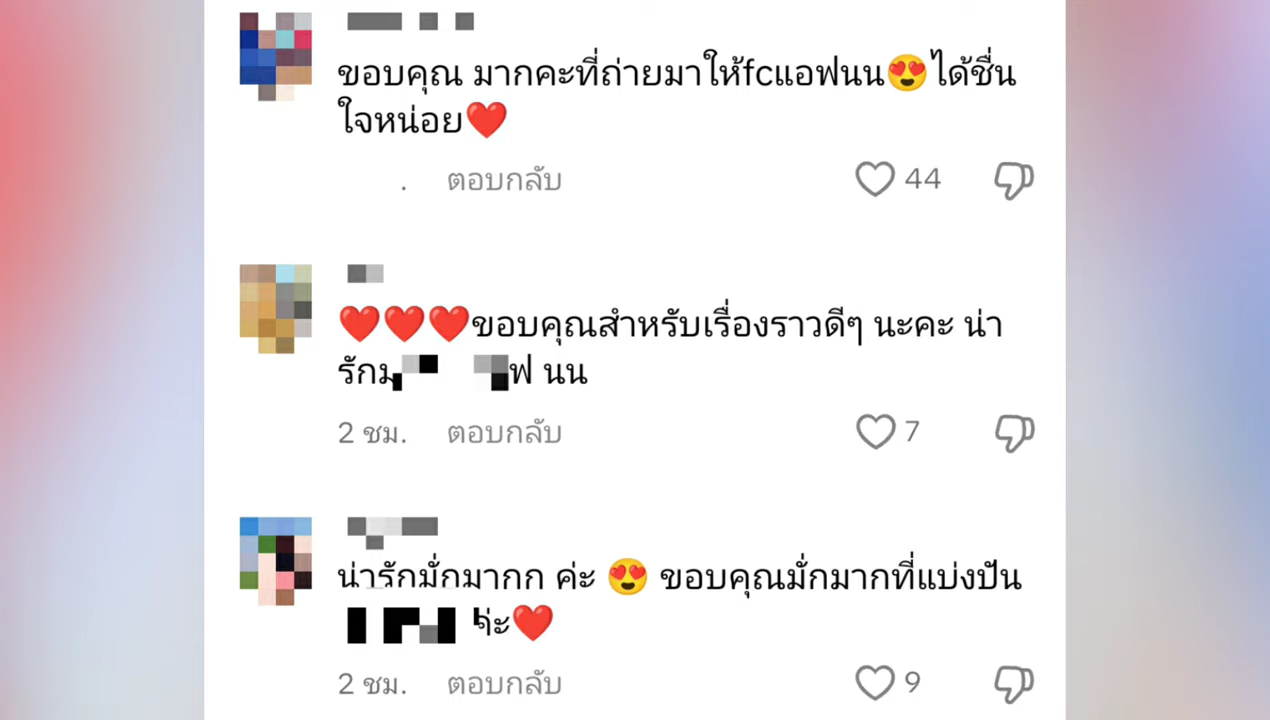 ขอบคุณ มากคะที่ถ่ายมาให้fcแอฟนน😍ได้ชื่น
ใจหน่อย❤️
ตอบกลับ
44
❤️❤️❤️ขอบคุณสำหรับเรื่องราวดีๆ นะคะ น่า
นน
2 ชม.
ตอบกลับ
7
น่ารักมั่กมากก ค่ะ 😍 ขอบคุณมั่กมากที่แบ่งปัน
❤️
2 ชม.
ตอบกลับ
9